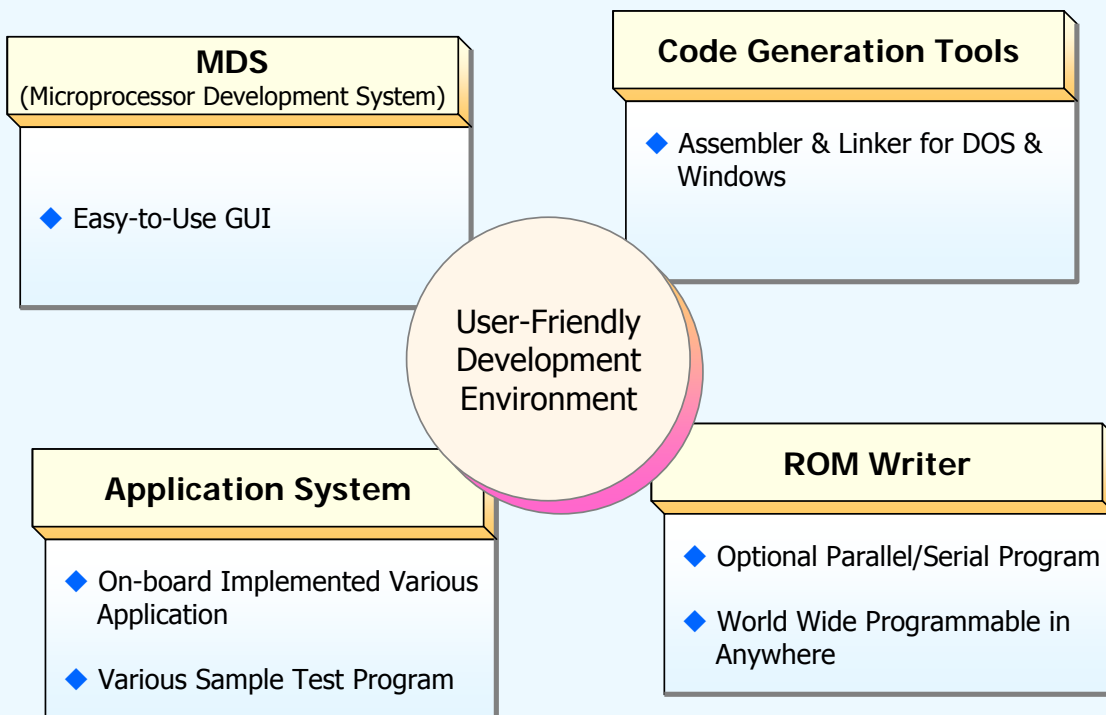 MDS
(Microprocessor Development System)
◆ Easy-to-Use GUI
Code Generation Tools
◆ Assembler & Linker for DOS &
Windows
User-Friendly
Development
Environment
Application System
◆ On-board Implemented Various
Application
◆ Various Sample Test Program
ROM Writer
◆ Optional Parallel/Serial Program
◆ World Wide Programmable in
Anywhere